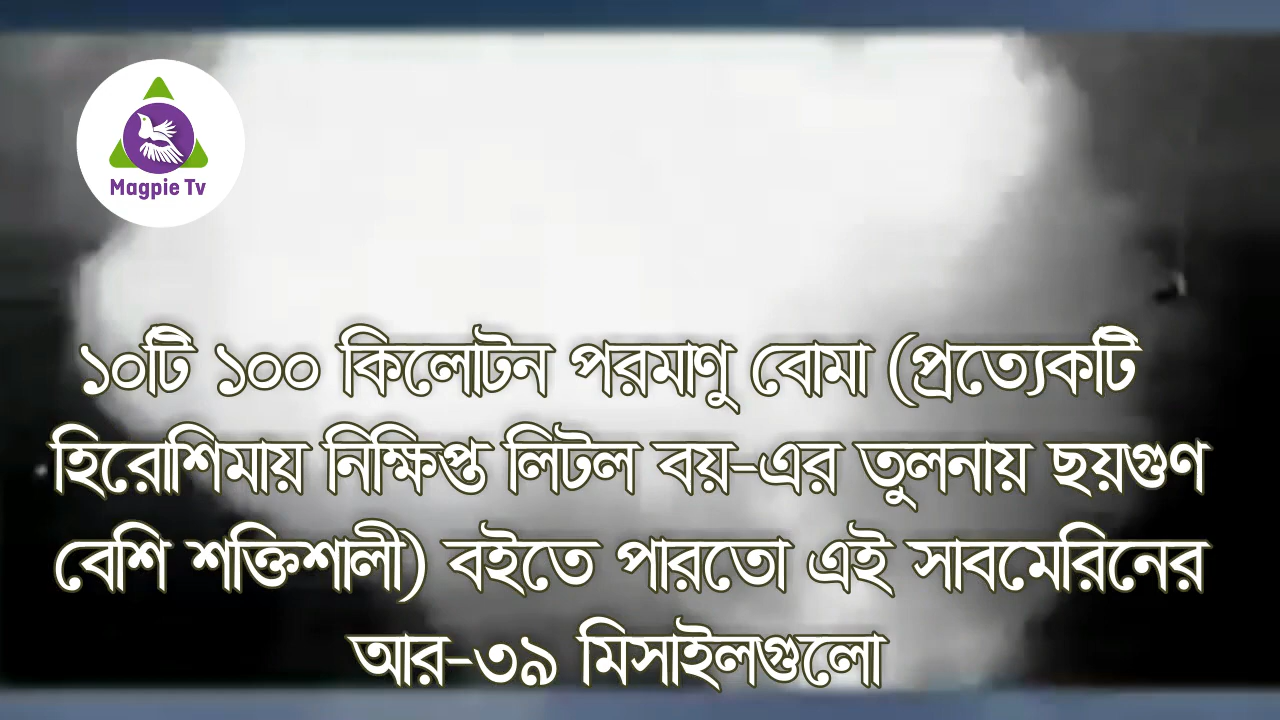 Magpie Tv
১০টি ১০০ কিলোটন পরমাণু বোমা (প্রত্যেকটি
হিরোশিমায় নিক্ষিপ্ত লিটল বয়-এর তুলনায় ছয়গুণ
বেশি শক্তিশালী) বইতে পারতো এই সাবমেরিনের
আর-৩৯ মিসাইলগুলো